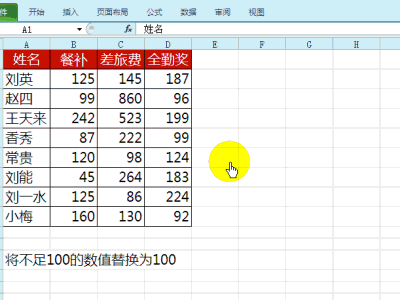 件 开始 插入 页面布局 公式 数据 审阅 视图
A1 fx 姓名
A B C D E F G H
姓名 餐补 差旅费 全勤奖
刘英 125 145 187
赵四 99 860 96
王天来 242 523 199
香秀 87 222 99
常贵 120 98 124
刘能 45 264 183
刘一水 125 86 224
小梅 160 130 92
将不足100的数值替换为100